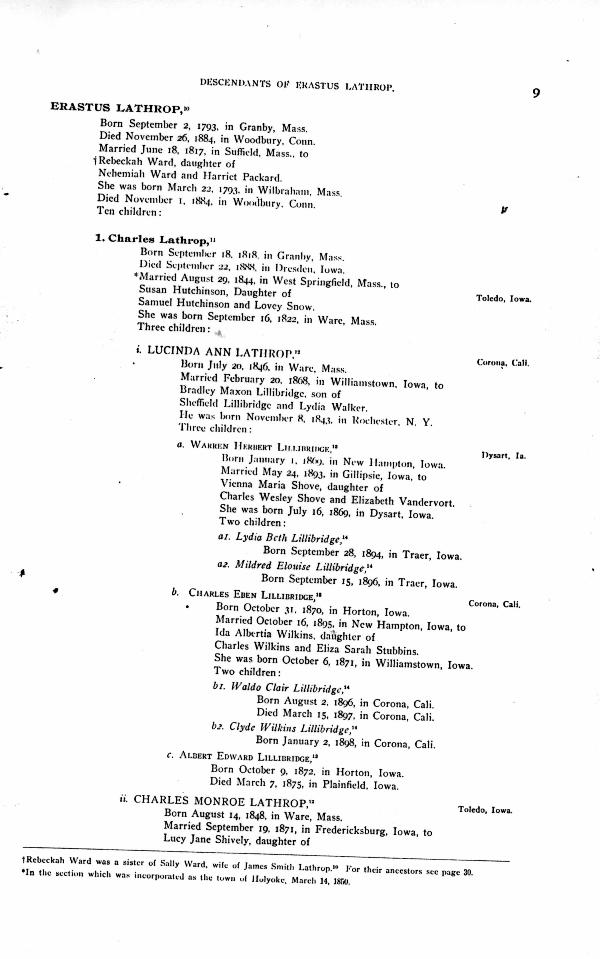 DESCENDANTS OF ERASTUS LATHROP.
9
ERASTUS LATHROP,¹⁰
Born September 2, 1793, in Granby, Mass.
Died November 26, 1884, in Woodbury, Conn.
Married June 18, 1817, in Suffield, Mass., to
†Rebeckah Ward, daughter of
Nehemiah Ward and Harriet Packard.
She was born March 22, 1793, in Wilbraham, Mass.
Died November 1, 1884, in Woodbury, Conn.
Ten children:
1. Charles Lathrop,¹¹
Born September 18, 1818, in Granby, Mass.
Died September 22, 1888, in Dresden, Iowa.
*Married August 29, 1844, in West Springfield, Mass., to
Susan Hutchinson, Daughter of
Toledo, Iowa.
Samuel Hutchinson and Lovey Snow.
She was born September 16, 1822, in Ware, Mass.
Three children:
i. LUCINDA ANN LATHROP,¹²
Corona, Cali.
Born July 20, 1846, in Ware, Mass.
Married February 20, 1868, in Williamstown, Iowa, to
Bradley Maxon Lillibridge, son of
Sheffield Lillibridge and Lydia Walker.
He was born November 8, 1843, in Rochester, N. Y.
Three children:
a. WARREN HERBERT LILLIBRIDGE,¹³
Dysart, Ia.
Born January 1, 1869, in New Hampton, Iowa.
Married May 24, 1893, in Gillipsie, Iowa, to
Vienna Maria Shove, daughter of
Charles Wesley Shove and Elizabeth Vandervort.
She was born July 16, 1869, in Dysart, Iowa.
Two children:
a1. Lydia Beth Lillibridge,¹⁴
Born September 28, 1894, in Traer, Iowa.
a2. Mildred Elouise Lillibridge,¹⁴
Born September 15, 1896, in Traer, Iowa.
b. CHARLES EBEN LILLIBRIDGE,¹³
Corona, Cali.
Born October 31, 1870, in Horton, Iowa.
Married October 16, 1895, in New Hampton, Iowa, to
Ida Albertia Wilkins, daughter of
Charles Wilkins and Eliza Sarah Stubbins.
She was born October 6, 1871, in Williamstown, Iowa.
Two children:
b1. Waldo Clair Lillibridge,¹⁴
Born August 2, 1896, in Corona, Cali.
Died March 15, 1897, in Corona, Cali.
b2. Clyde Wilkins Lillibridge,¹⁴
Born January 2, 1898, in Corona, Cali.
c. ALBERT EDWARD LILLIBRIDGE,¹³
Born October 9, 1872, in Horton, Iowa.
Died March 7, 1875, in Plainfield, Iowa.
ii. CHARLES MONROE LATHROP,¹²
Toledo, Iowa.
Born August 14, 1848, in Ware, Mass.
Married September 19, 1871, in Fredericksburg, Iowa, to
Lucy Jane Shively, daughter of
†Rebeckah Ward was a sister of Sally Ward, wife of James Smith Lathrop.¹⁰ For their ancestors see page 30.
*In the section which was incorporated as the town of Holyoke, March 14, 1850.